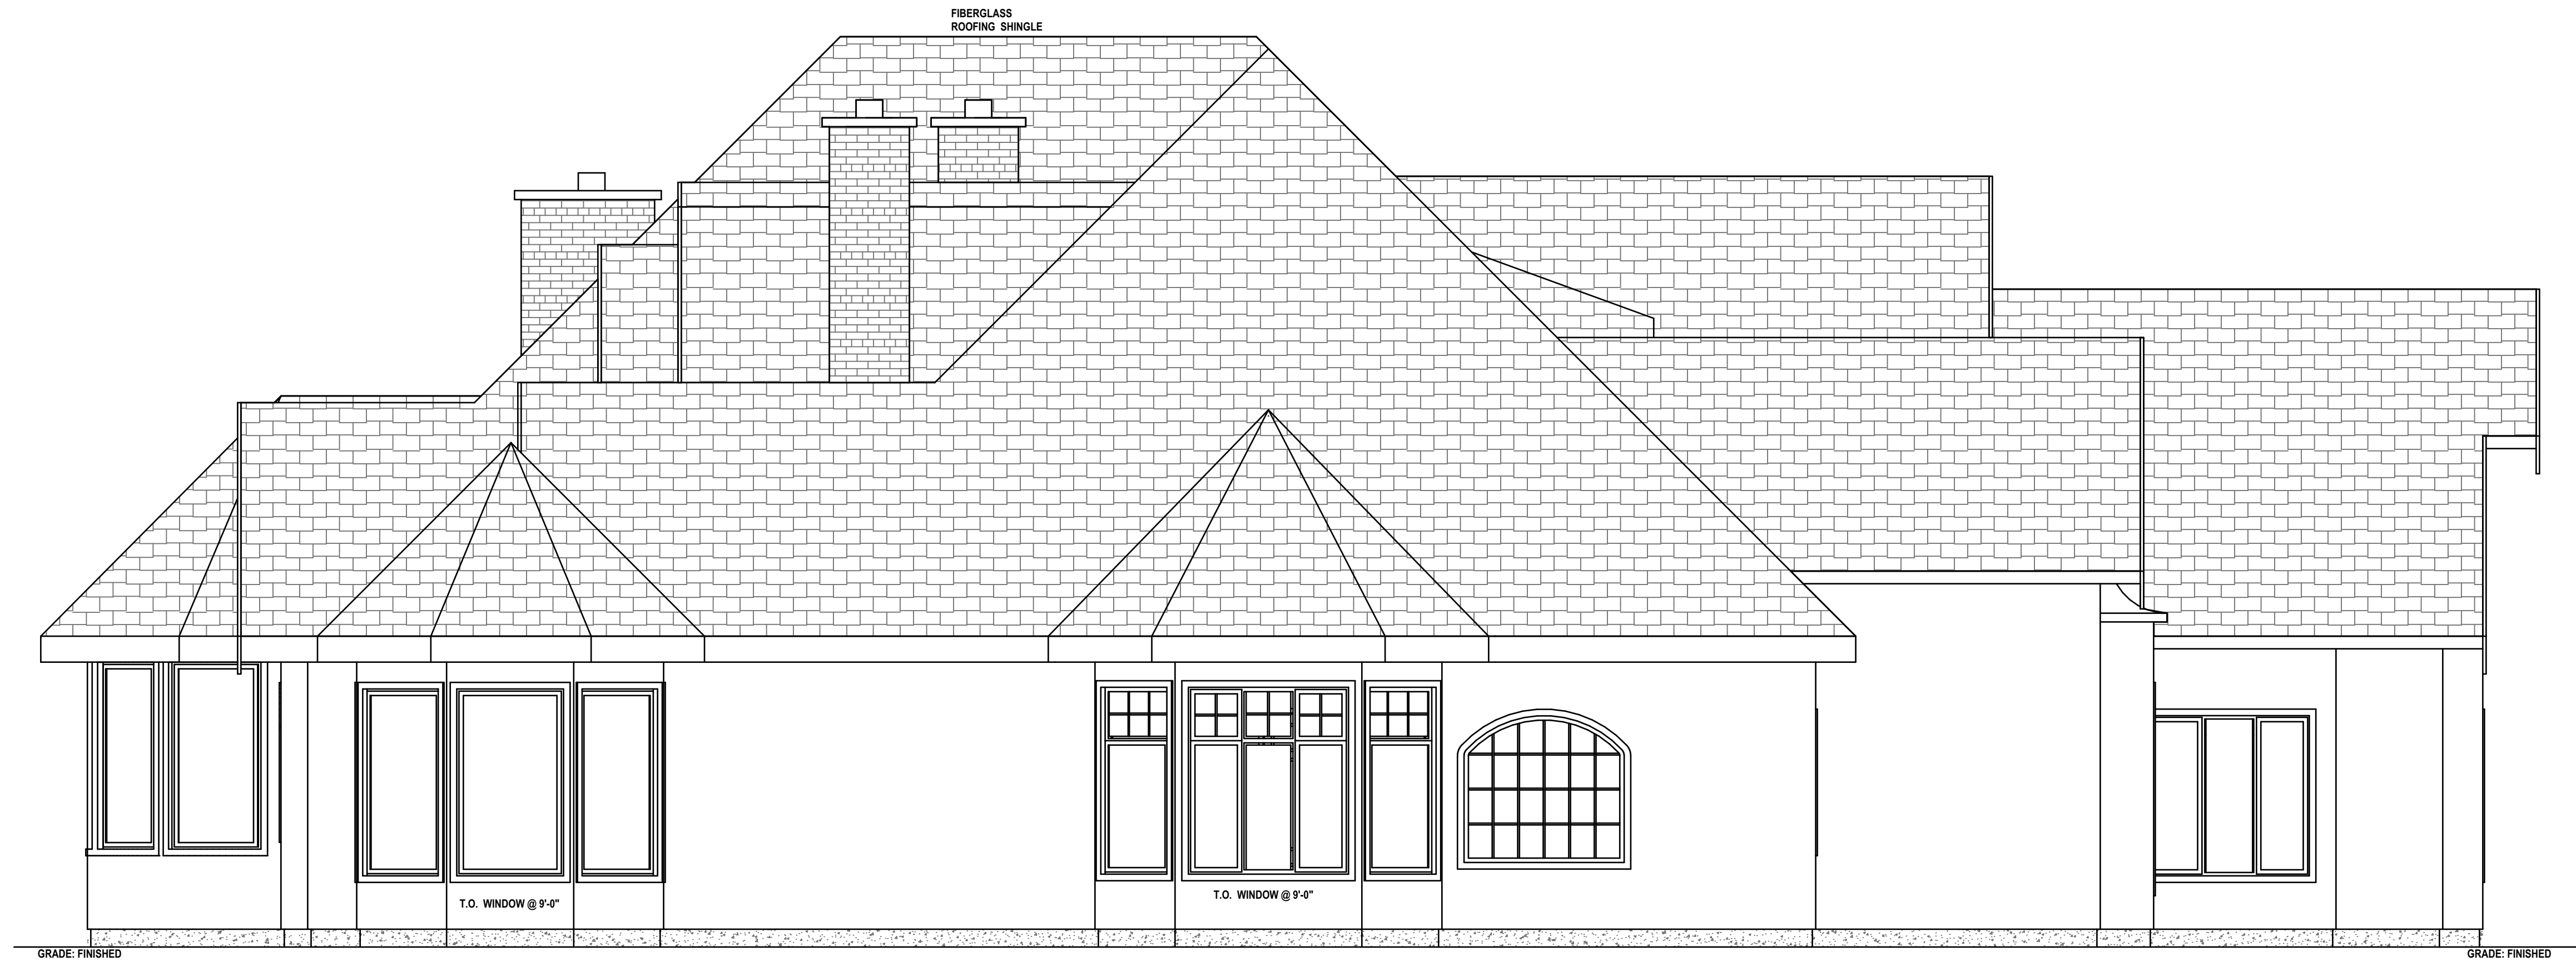 FIBERGLASS
ROOFING SHINGLE
T.O. WINDOW @ 9'-0"
T.O. WINDOW @ 9'-0"
GRADE: FINISHED
GRADE: FINISHED